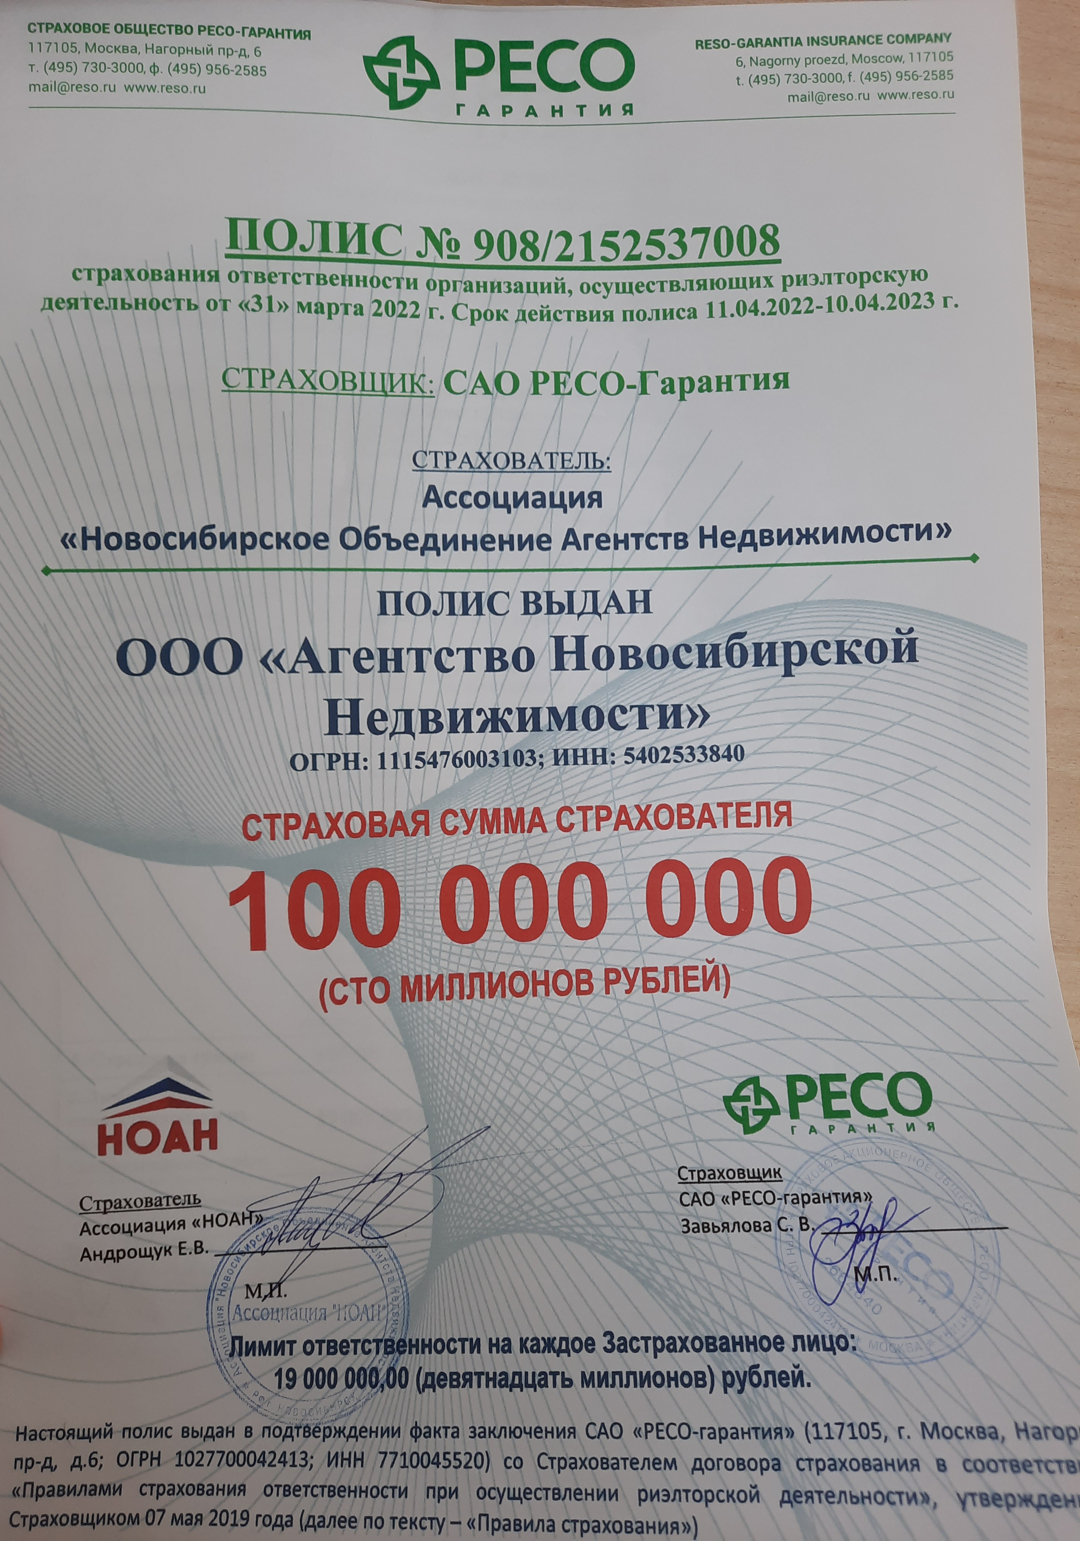 СТРАХОВОЕ ОБЩЕСТВО РЕСО-ГАРАНТИЯ
117105, Москва, Нагорный пр-д, 6
т. (495) 730-3000, ф. (495) 956-2585
mail@reso.ru www.reso.ru
РЕСО
ГАРАНТИЯ
RESO-GARANTIA INSURANCE COMPANY
6, Nagorny proezd, Moscow, 117105
t. (495) 730-3000, f. (495) 956-2585
mail@reso.ru www.reso.ru
ПОЛИС № 908/2152537008
страхования ответственности организаций, осуществляющих риэлторскую
деятельность от «31» марта 2022 г. Срок действия полиса 11.04.2022-10.04.2023 г.
СТРАХОВЩИК: САО РЕСО-Гарантия
СТРАХОВАТЕЛЬ:
Ассоциация
«Новосибирское Объединение Агентств Недвижимости»
ПОЛИС ВЫДАН
ООО «Агентство Новосибирской
Недвижимости»
ОГРН: 1115476003103; ИНН: 5402533840
СТРАХОВАЯ СУММА СТРАХОВАТЕЛЯ
100 000 000
(СТО МИЛЛИОНОВ РУБЛЕЙ)
НОАН
Страхователь
Ассоциация «НОАН»
Андрощук Е.В.
М.П.
Ассоциация "НОАН"
РЕСО
ГАРАНТИЯ
Страховщик
САО «РЕСО-гарантия»
Завьялова С. В.
М.П.
Лимит ответственности на каждое Застрахованное лицо:
19 000 000,00 (девятнадцать миллионов) рублей.
Настоящий полис выдан в подтверждении факта заключения САО «РЕСО-гарантия» (117105, г. Москва, Нагор
пр-д, д.6; ОГРН 1027700042413; ИНН 7710045520) со Страхователем договора страхования в соответств
«Правилами страхования ответственности при осуществлении риэлторской деятельности», утвержден
Страховщиком 07 мая 2019 года (далее по тексту – «Правила страхования»)